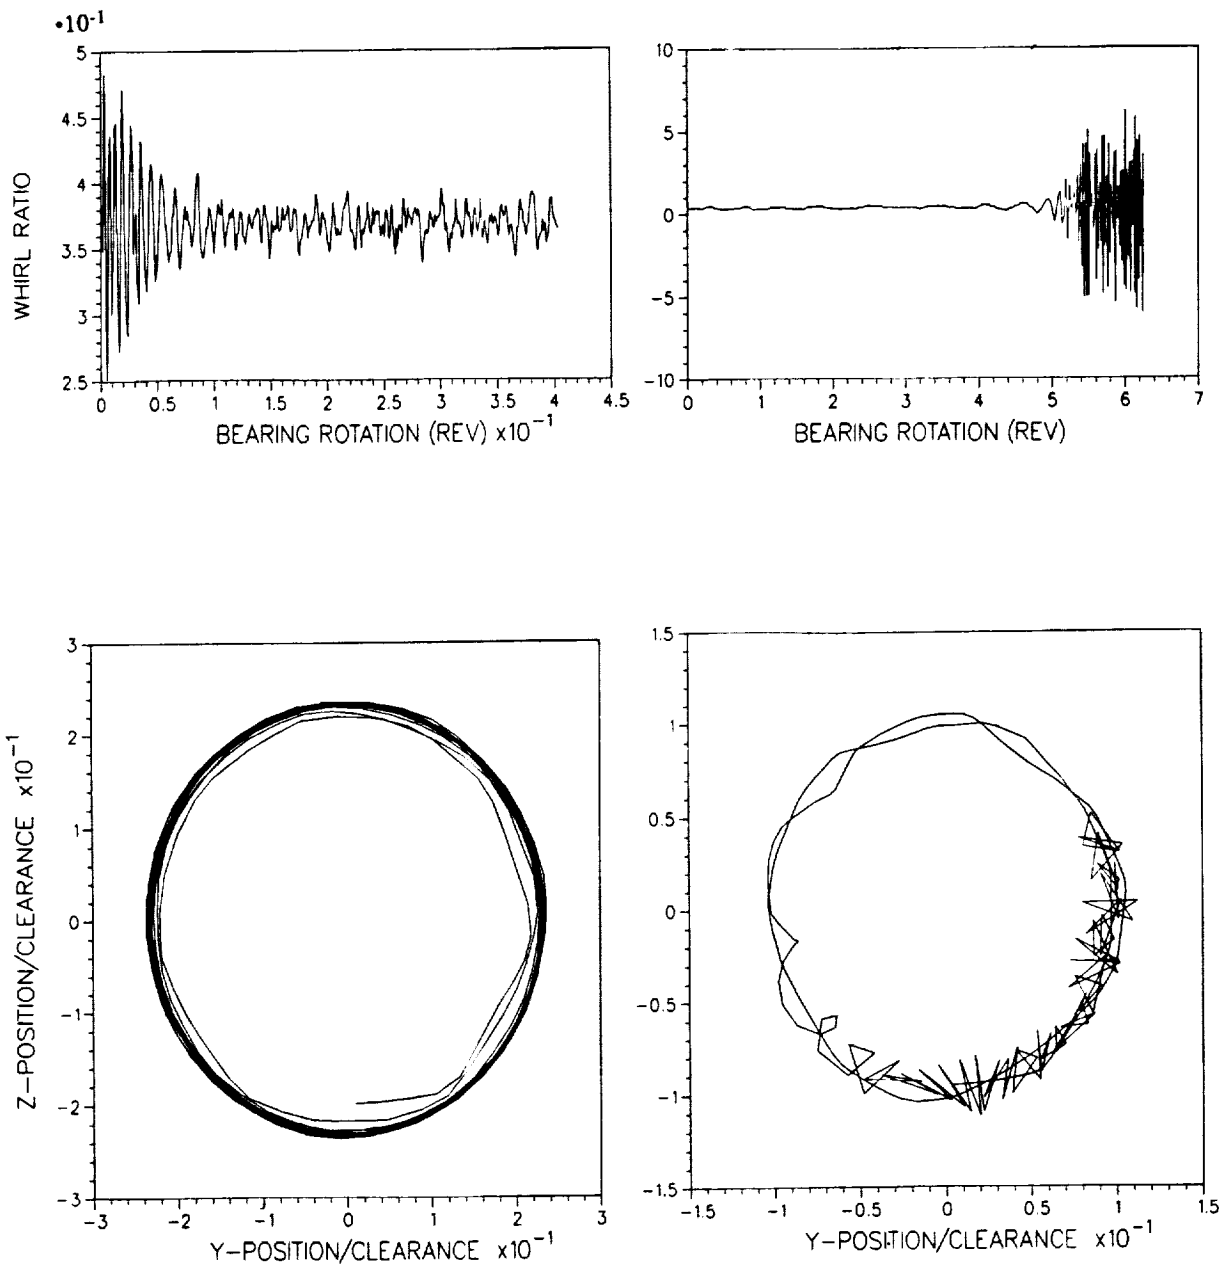 •10⁻¹
5
4.5
4
3.5
3
2.5
WHIRL RATIO
0 0.5 1 1.5 2 2.5 3 3.5 4 4.5
BEARING ROTATION (REV) x10⁻¹
10
5
0
−5
−10
0 1 2 3 4 5 6 7
BEARING ROTATION (REV)
3
2
1
0
−1
−2
−3
Z−POSITION/CLEARANCE x10⁻¹
−3 −2 −1 0 1 2 3
Y−POSITION/CLEARANCE x10⁻¹
1.5
1
0.5
0
−0.5
−1
−1.5
−1.5 −1 −0.5 0 0.5 1 1.5
Y−POSITION/CLEARANCE x10⁻¹